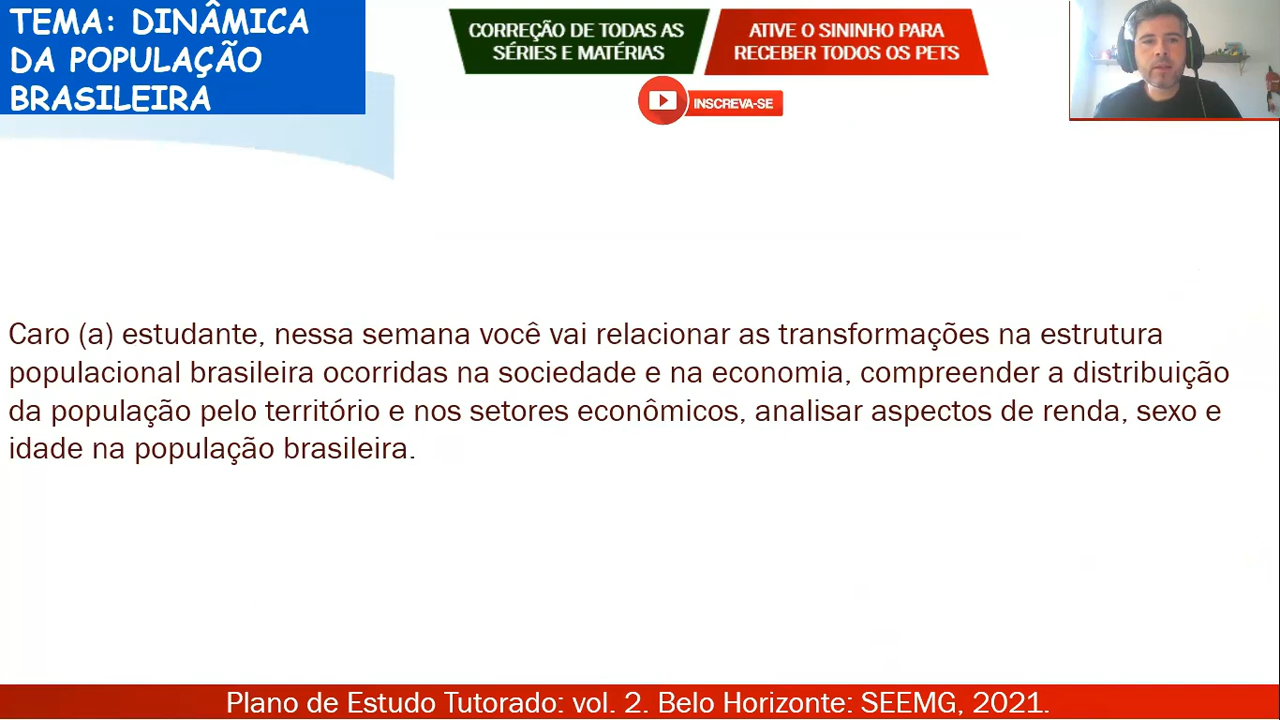 TEMA: DINÂMICA
DA POPULAÇÃO
BRASILEIRA
CORREÇÃO DE TODAS AS
SÉRIES E MATÉRIAS
ATIVE O SININHO PARA
RECEBER TODOS OS PETS
INSCREVA-SE
Caro (a) estudante, nessa semana você vai relacionar as transformações na estrutura
populacional brasileira ocorridas na sociedade e na economia, compreender a distribuição
da população pelo território e nos setores econômicos, analisar aspectos de renda, sexo e
idade na população brasileira.
Plano de Estudo Tutorado: vol. 2. Belo Horizonte: SEEMG, 2021.